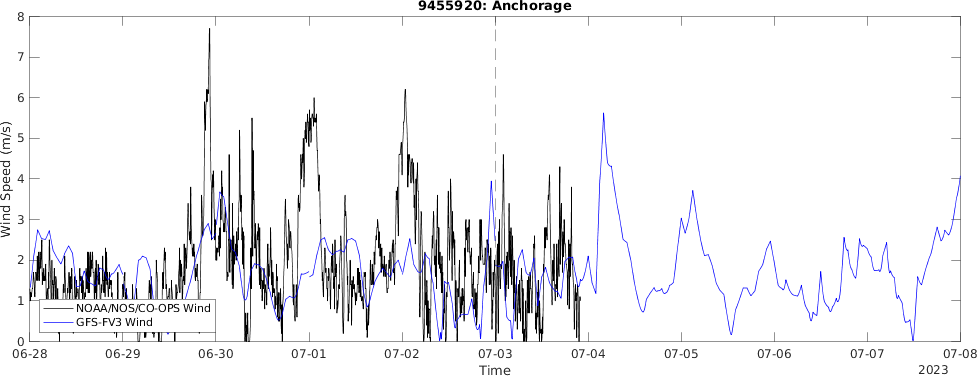 9455920: Anchorage
8
7
6
5
4
3
2
1
0
Wind Speed (m/s)
NOAA/NOS/CO-OPS Wind
GFS-FV3 Wind
06-28 06-29 06-30 07-01 07-02 07-03 07-04 07-05 07-06 07-07 07-08
Time
2023